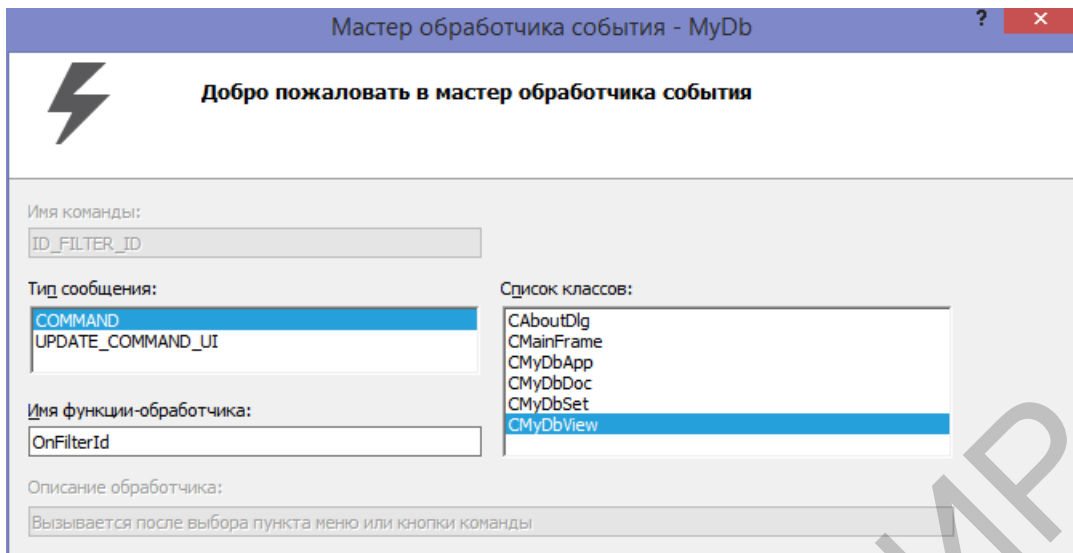 Мастер обработчика события - MyDb
?
Добро пожаловать в мастер обработчика события
Имя команды:
ID_FILTER_ID
Тип сообщения:
COMMAND
UPDATE_COMMAND_UI
Список классов:
CAboutDlg
CMainFrame
CMyDbApp
CMyDbDoc
CMyDbSet
CMyDbView
Имя функции-обработчика:
OnFilterId
Описание обработчика:
Вызывается после выбора пункта меню или кнопки команды